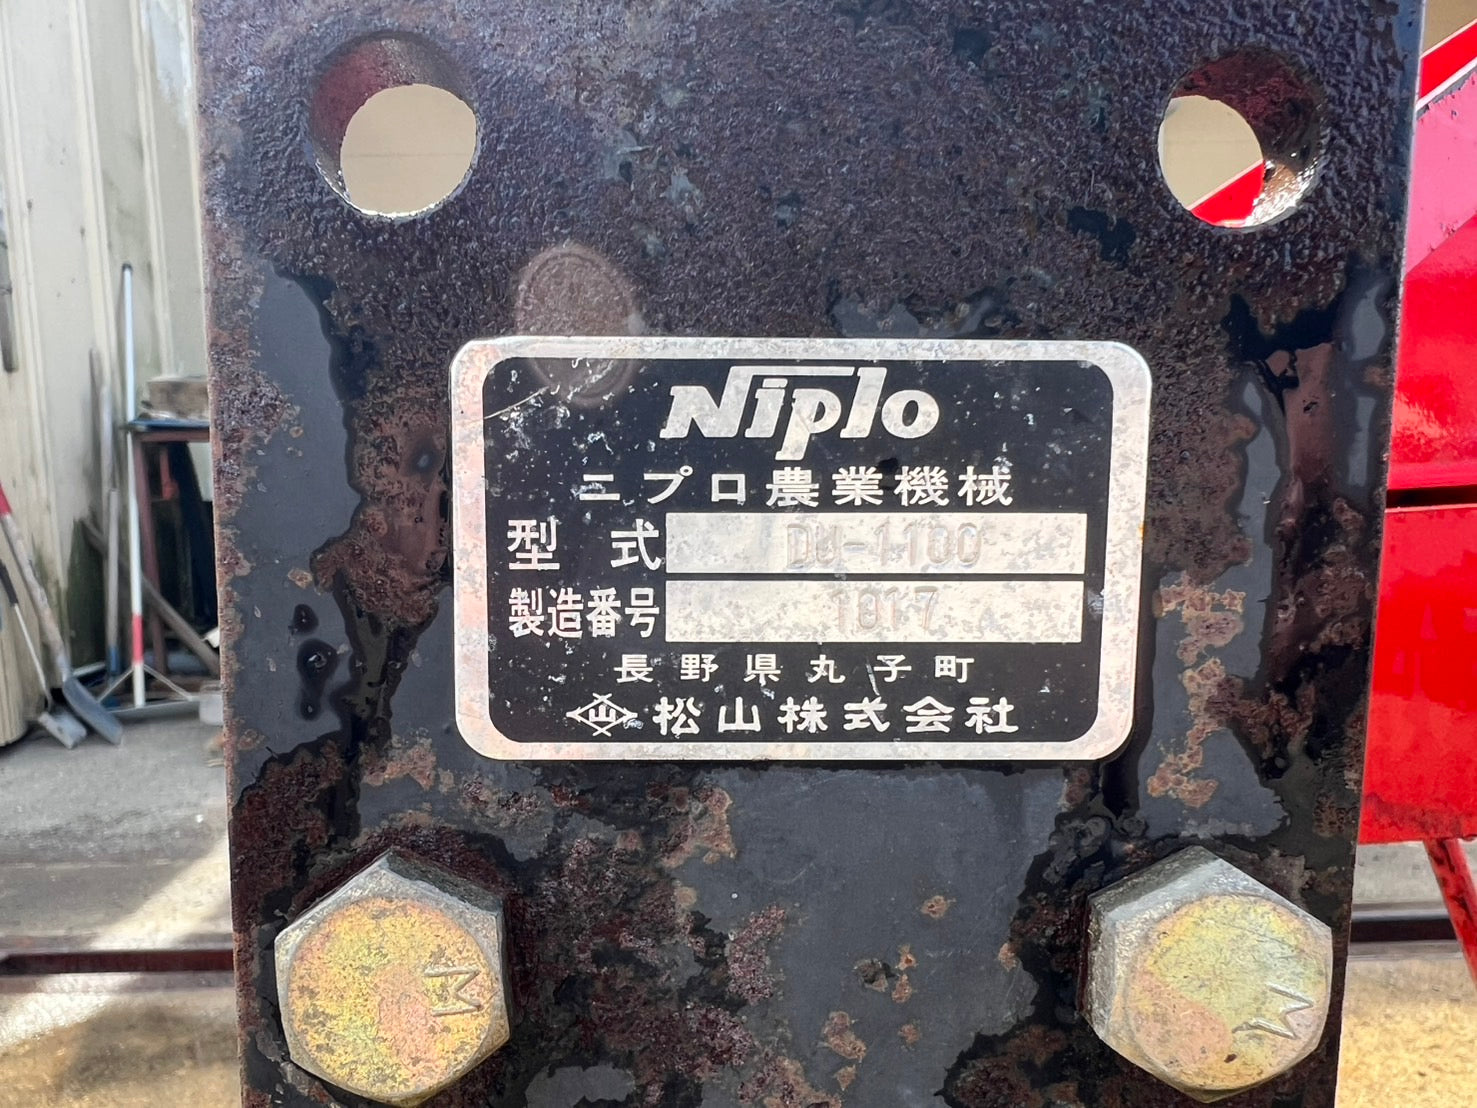 Niplo
ニプロ農業機械
型 式 DU-1100
製造番号 1017
長野県丸子町
山 松山株式会社
M
M